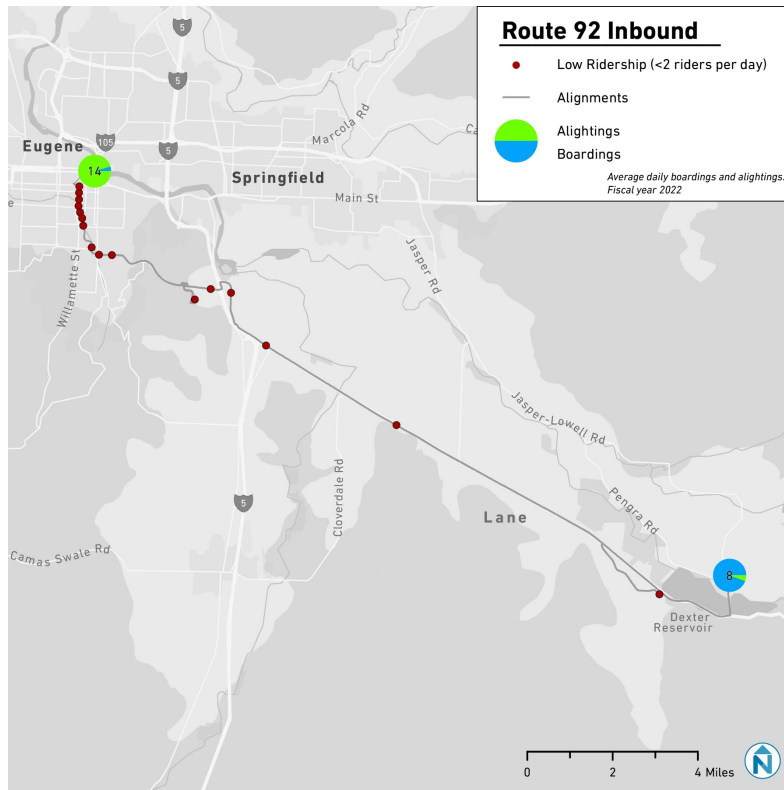 Route 92 Inbound
Low Ridership (<2 riders per day)
Alignments
Alightings
Boardings
Average daily boardings and alightings.
Fiscal year 2022
5
5
Marcola Rd
Ca
105
5
Eugene
14
Springfield
Main St
e
Willamette St
Jasper Rd
Jasper-Lowell Rd
Cloverdale Rd
5
Pengra Rd
Lane
Camas Swale Rd
8
Dexter
Reservoir
0 2 4 Miles
N